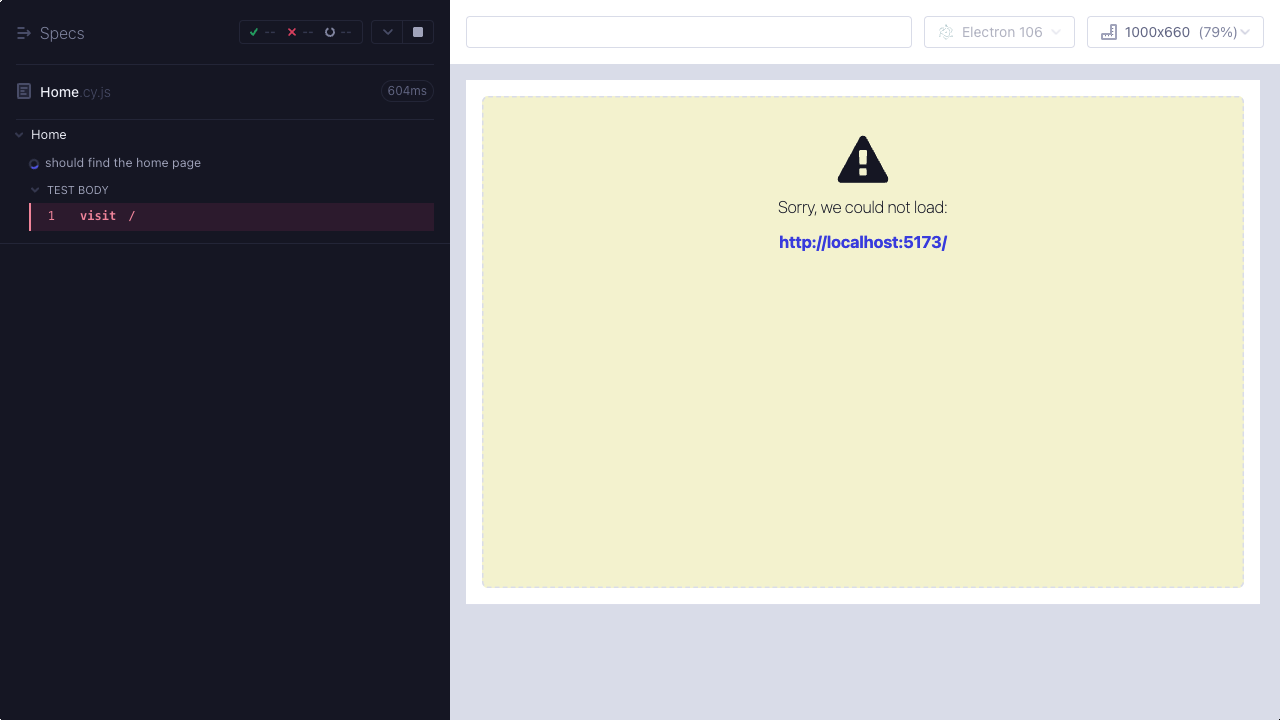 Specs
-- -- --
Home.cy.js
604ms
Home
should find the home page
TEST BODY
1 visit /
Electron 106
1000x660 (79%)
Sorry, we could not load:
http://localhost:5173/